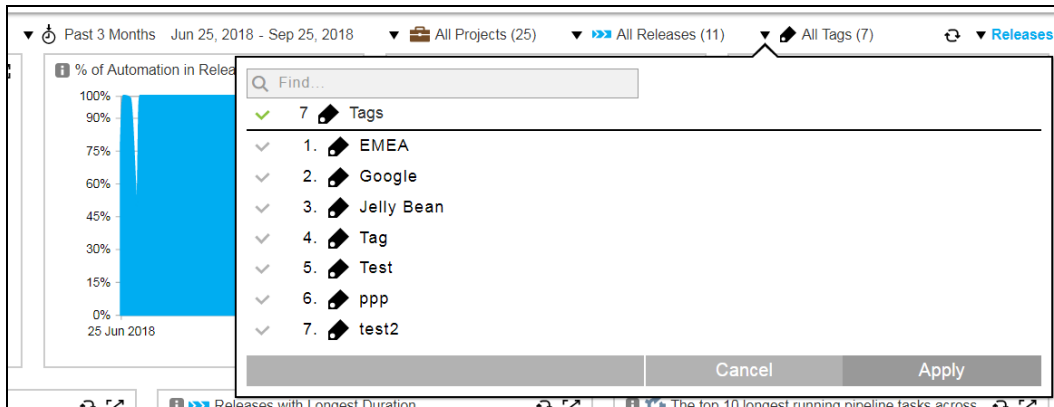 Past 3 Months Jun 25, 2018 - Sep 25, 2018 All Projects (25) All Releases (11) All Tags (7) Releases
% of Automation in Relea
Find...
100%
7 Tags
90%
1. EMEA
75%
2. Google
60%
3. Jelly Bean
45%
4. Tag
30%
5. Test
15%
6. ppp
0%
7. test2
25 Jun 2018
Cancel Apply
Releases with Longest Duration The top 10 longest running pipeline tasks across